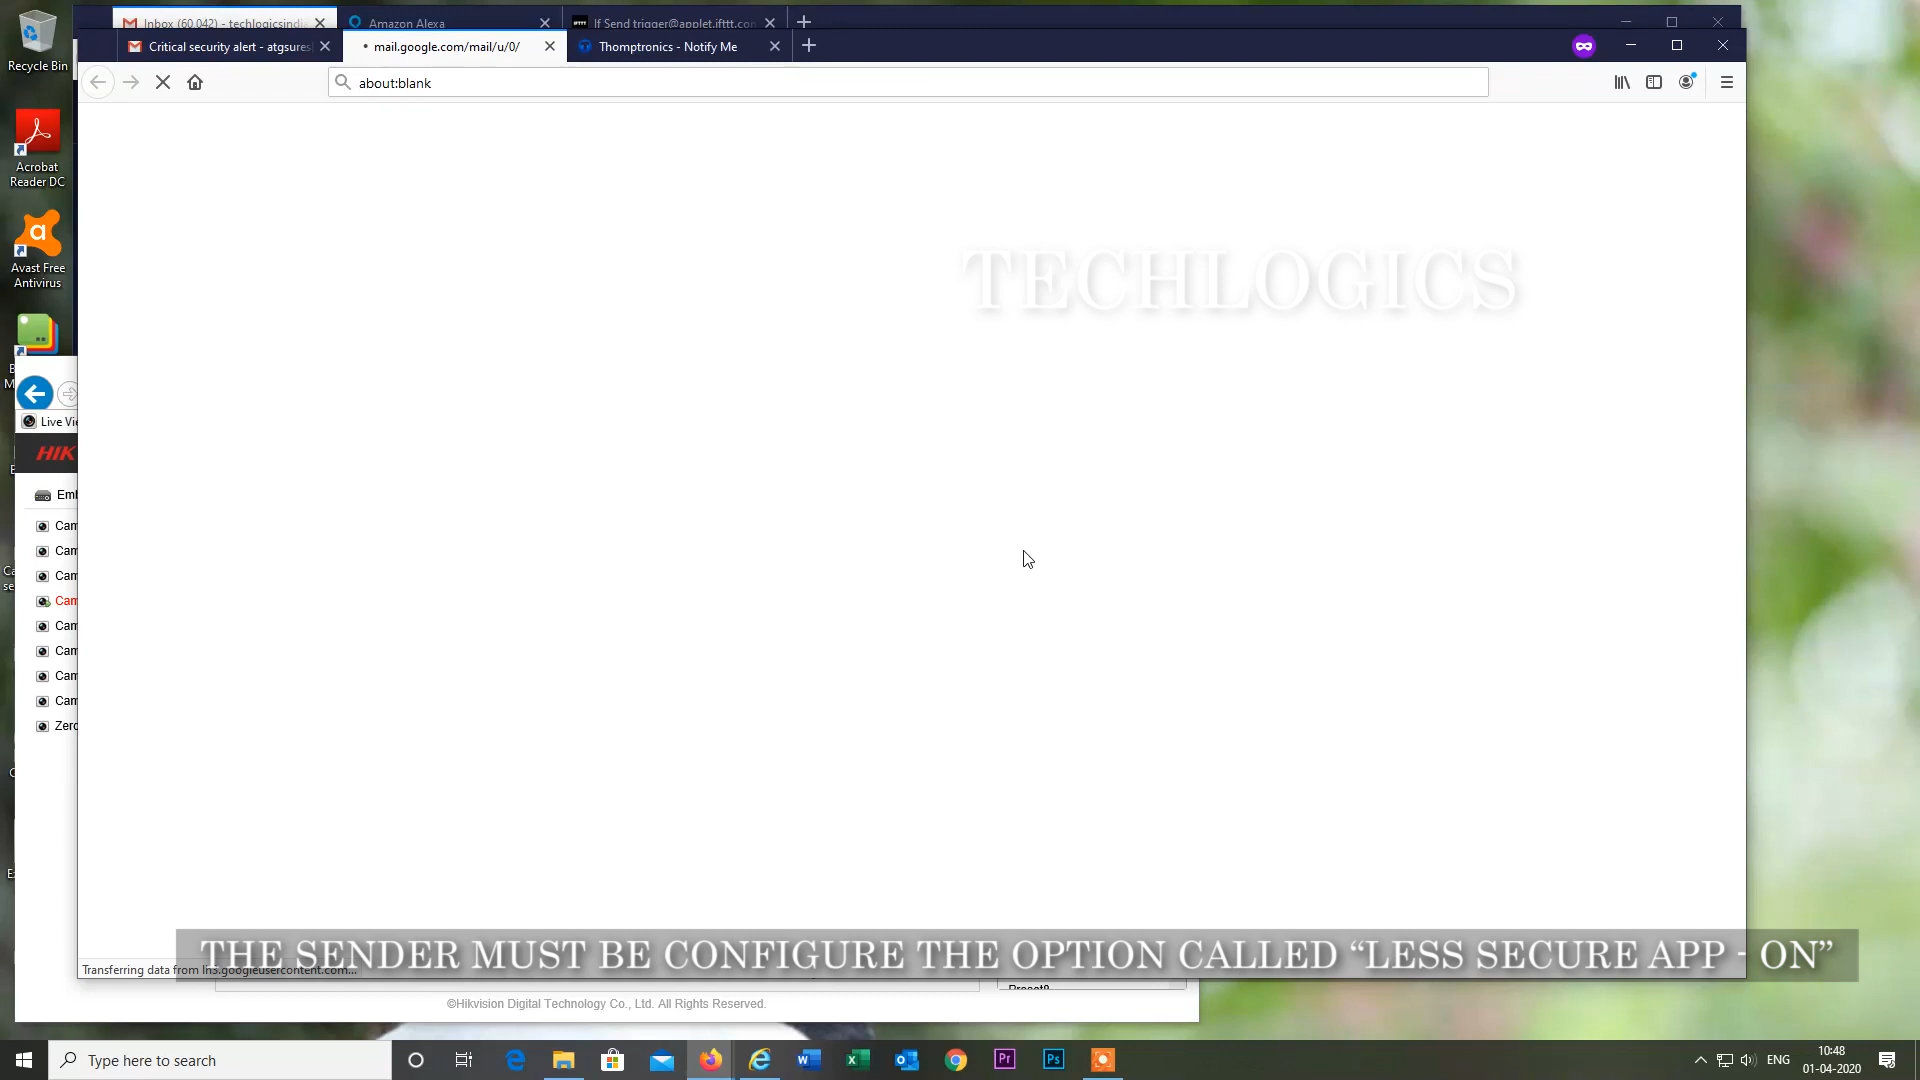 Inbox (60,042) - techlogicsindia
Amazon Alexa
If Send trigger@applet.ifttt.com
Critical security alert - atgsures
mail.google.com/mail/u/0/
Thomptronics - Notify Me
about:blank
Recycle Bin
Acrobat
Reader DC
Avast Free
Antivirus
TECHLOGICS
Live Vie
HIK
Emb
Cam
Cam
Cam
Cam
Cam
Cam
Cam
Cam
Zero
THE SENDER MUST BE CONFIGURE THE OPTION CALLED “LESS SECURE APP - ON”
Transferring data from lh3.googleusercontent.com...
©Hikvision Digital Technology Co., Ltd. All Rights Reserved.
Type here to search
ENG
10:48
01-04-2020